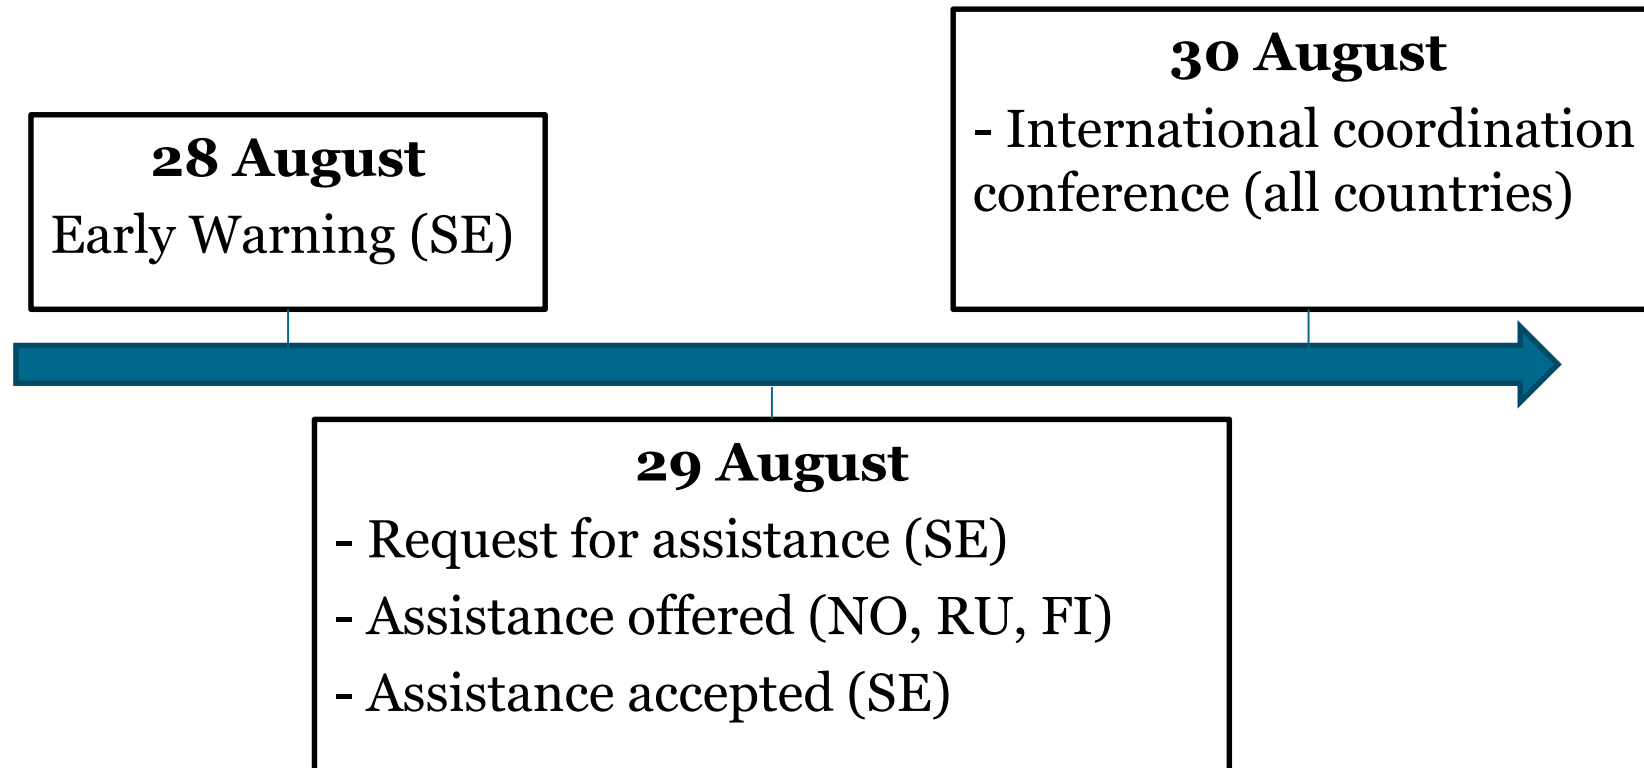 28 August
Early Warning (SE)
30 August
- International coordination
conference (all countries)
29 August
- Request for assistance (SE)
- Assistance offered (NO, RU, FI)
- Assistance accepted (SE)